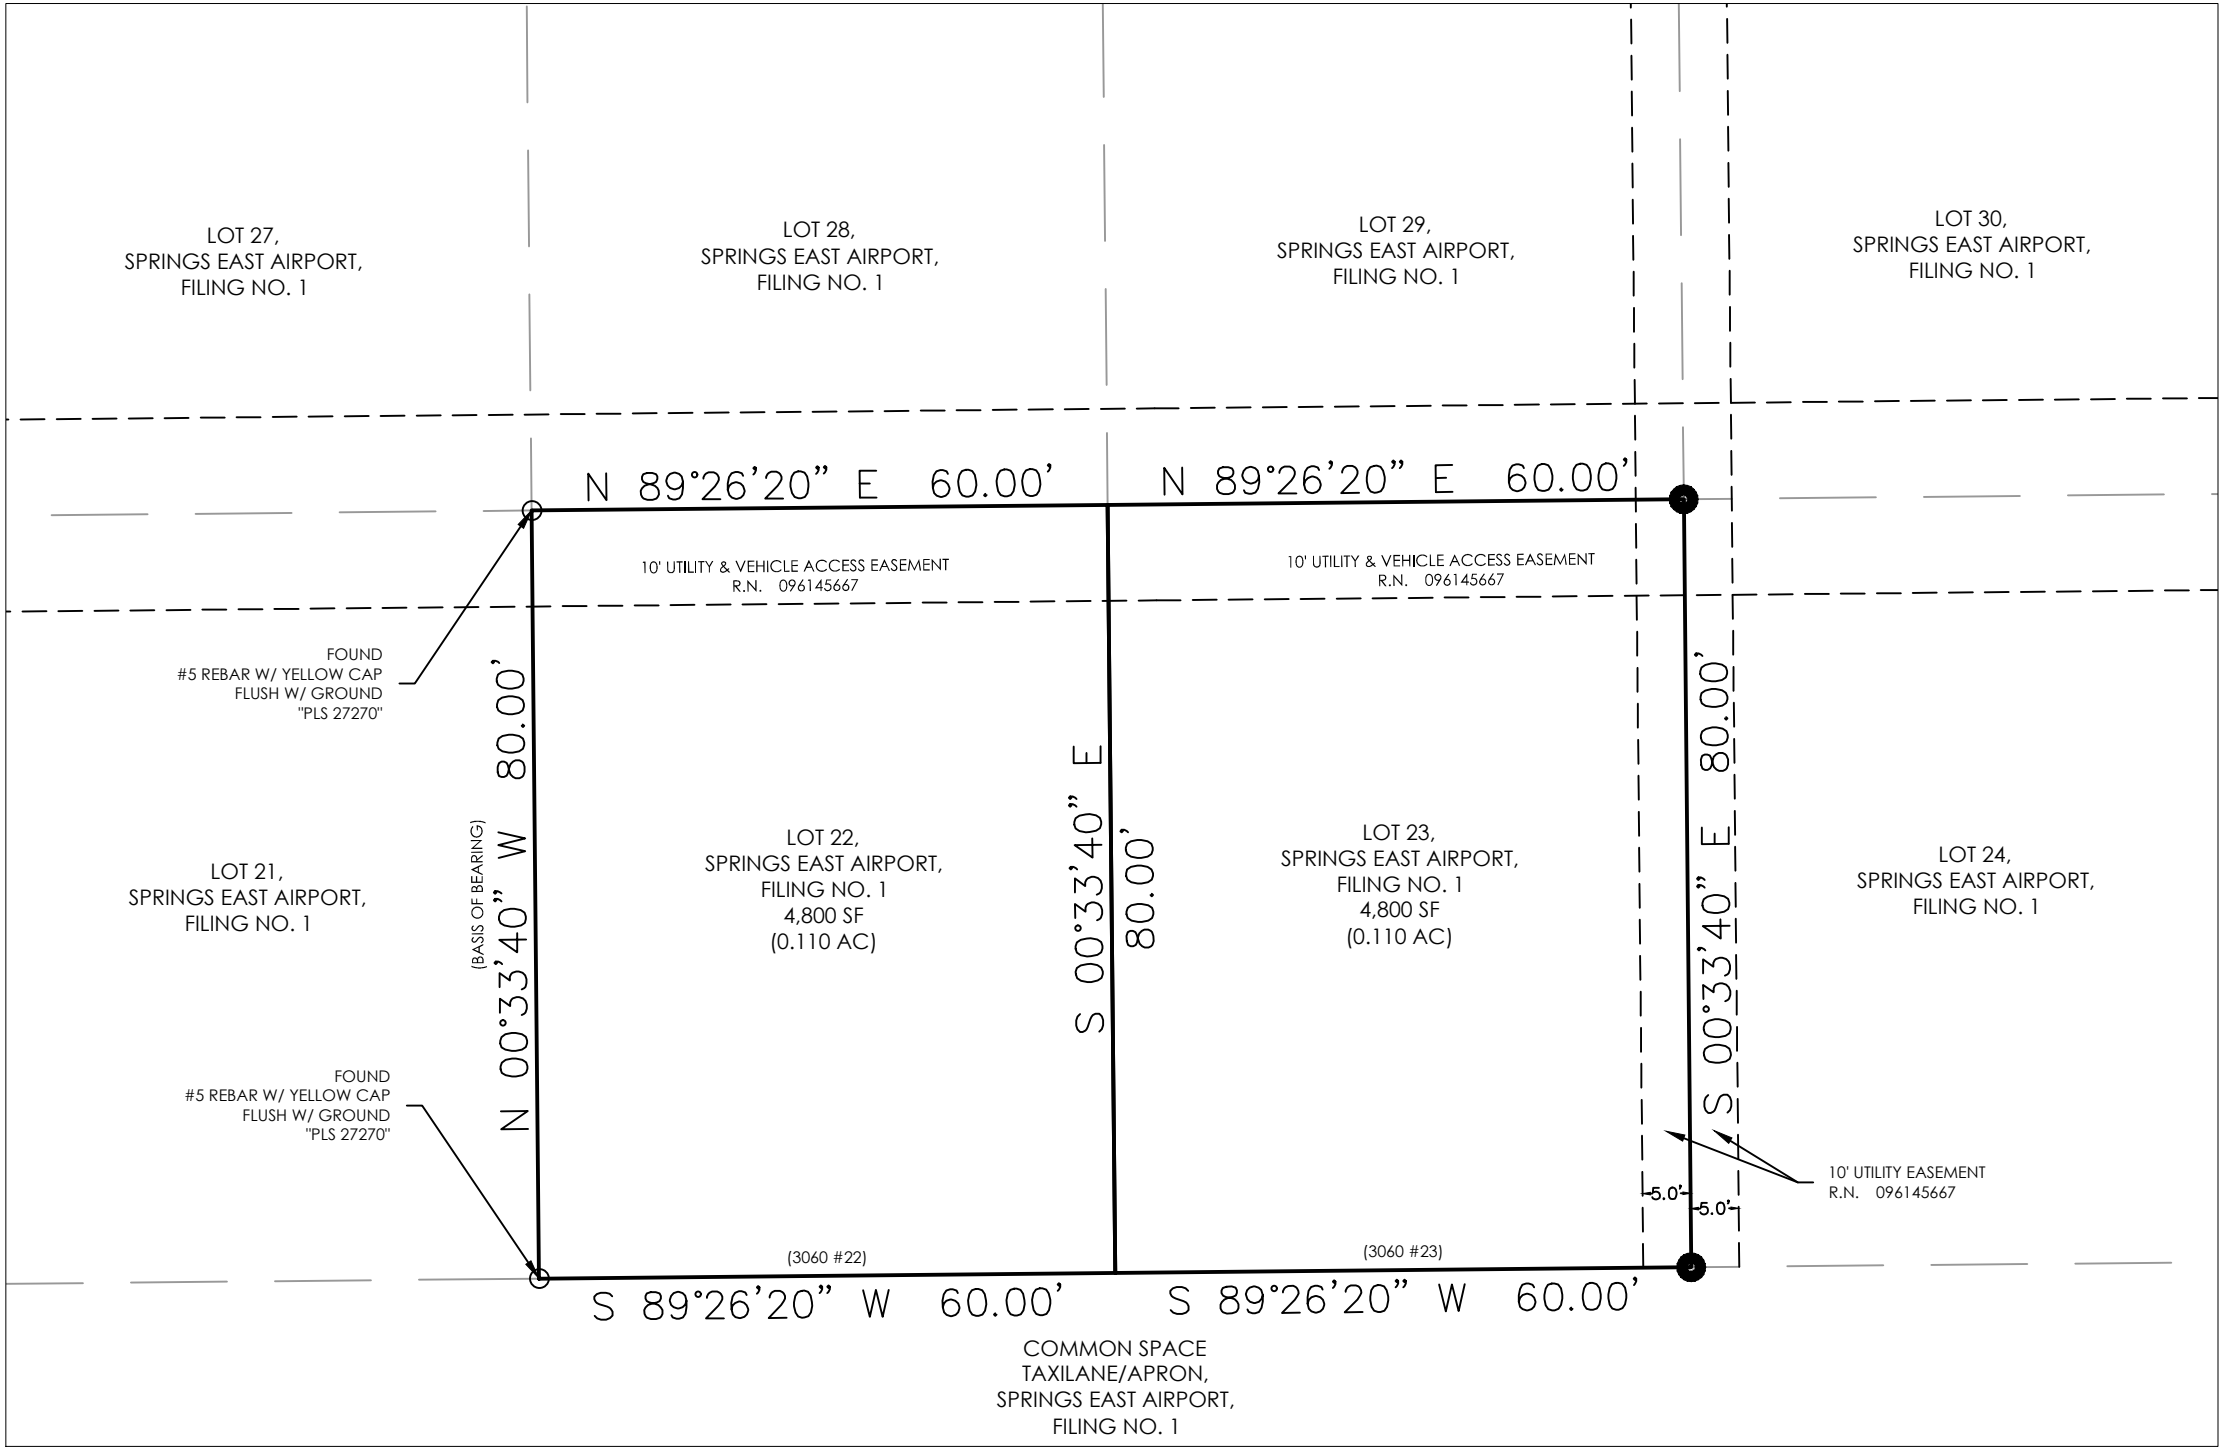 LOT 27,
SPRINGS EAST AIRPORT,
FILING NO. 1
LOT 28,
SPRINGS EAST AIRPORT,
FILING NO. 1
LOT 29,
SPRINGS EAST AIRPORT,
FILING NO. 1
LOT 30,
SPRINGS EAST AIRPORT,
FILING NO. 1
N 89°26'20" E 60.00'
N 89°26'20" E 60.00'
10' UTILITY & VEHICLE ACCESS EASEMENT
R.N. 096145667
10' UTILITY & VEHICLE ACCESS EASEMENT
R.N. 096145667
FOUND
#5 REBAR W/ YELLOW CAP
FLUSH W/ GROUND
"PLS 27270"
LOT 21,
SPRINGS EAST AIRPORT,
FILING NO. 1
(BASIS OF BEARING)
N 00°33'40" W 80.00'
LOT 22,
SPRINGS EAST AIRPORT,
FILING NO. 1
4,800 SF
(0.110 AC)
S 00°33'40" E
80.00'
LOT 23,
SPRINGS EAST AIRPORT,
FILING NO. 1
4,800 SF
(0.110 AC)
S 00°33'40" E 80.00'
LOT 24,
SPRINGS EAST AIRPORT,
FILING NO. 1
FOUND
#5 REBAR W/ YELLOW CAP
FLUSH W/ GROUND
"PLS 27270"
10' UTILITY EASEMENT
R.N. 096145667
5.0'
5.0'
(3060 #22)
(3060 #23)
S 89°26'20" W 60.00'
S 89°26'20" W 60.00'
COMMON SPACE
TAXILANE/APRON,
SPRINGS EAST AIRPORT,
FILING NO. 1